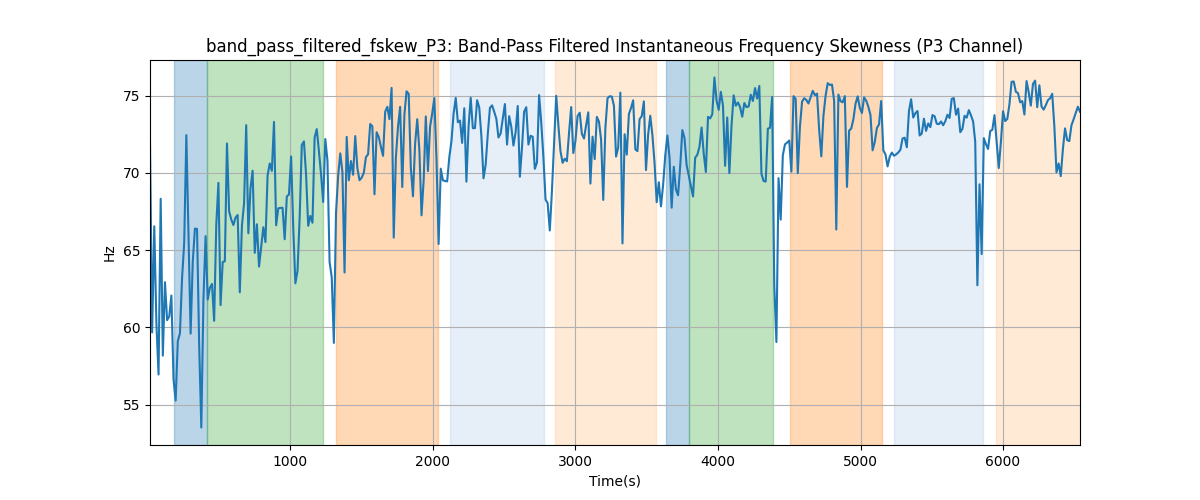 band_pass_filtered_fskew_P3: Band-Pass Filtered Instantaneous Frequency Skewness (P3 Channel)
75
70
65
60
55
Hz
1000 2000 3000 4000 5000 6000
Time(s)